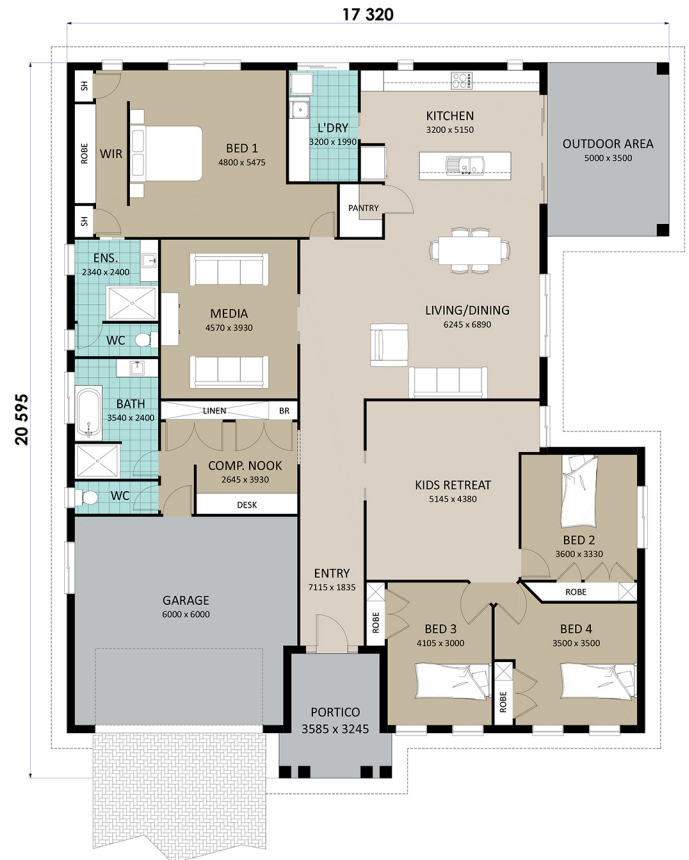 17 320
20 595
SH
ROBE
WIR
SH
BED 1
4800 x 5475
L'DRY
3200 x 1990
KITCHEN
3200 x 5150
OUTDOOR AREA
5000 x 3500
PANTRY
ENS.
2340 x 2400
WC
MEDIA
4570 x 3930
LIVING/DINING
6245 x 6890
BATH
3540 x 2400
LINEN
BR
COMP. NOOK
2645 x 3930
DESK
WC
KIDS RETREAT
5145 x 4380
BED 2
3600 x 3330
ROBE
GARAGE
6000 x 6000
ENTRY
7115 x 1835
ROBE
BED 3
4105 x 3000
BED 4
3500 x 3500
ROBE
PORTICO
3585 x 3245